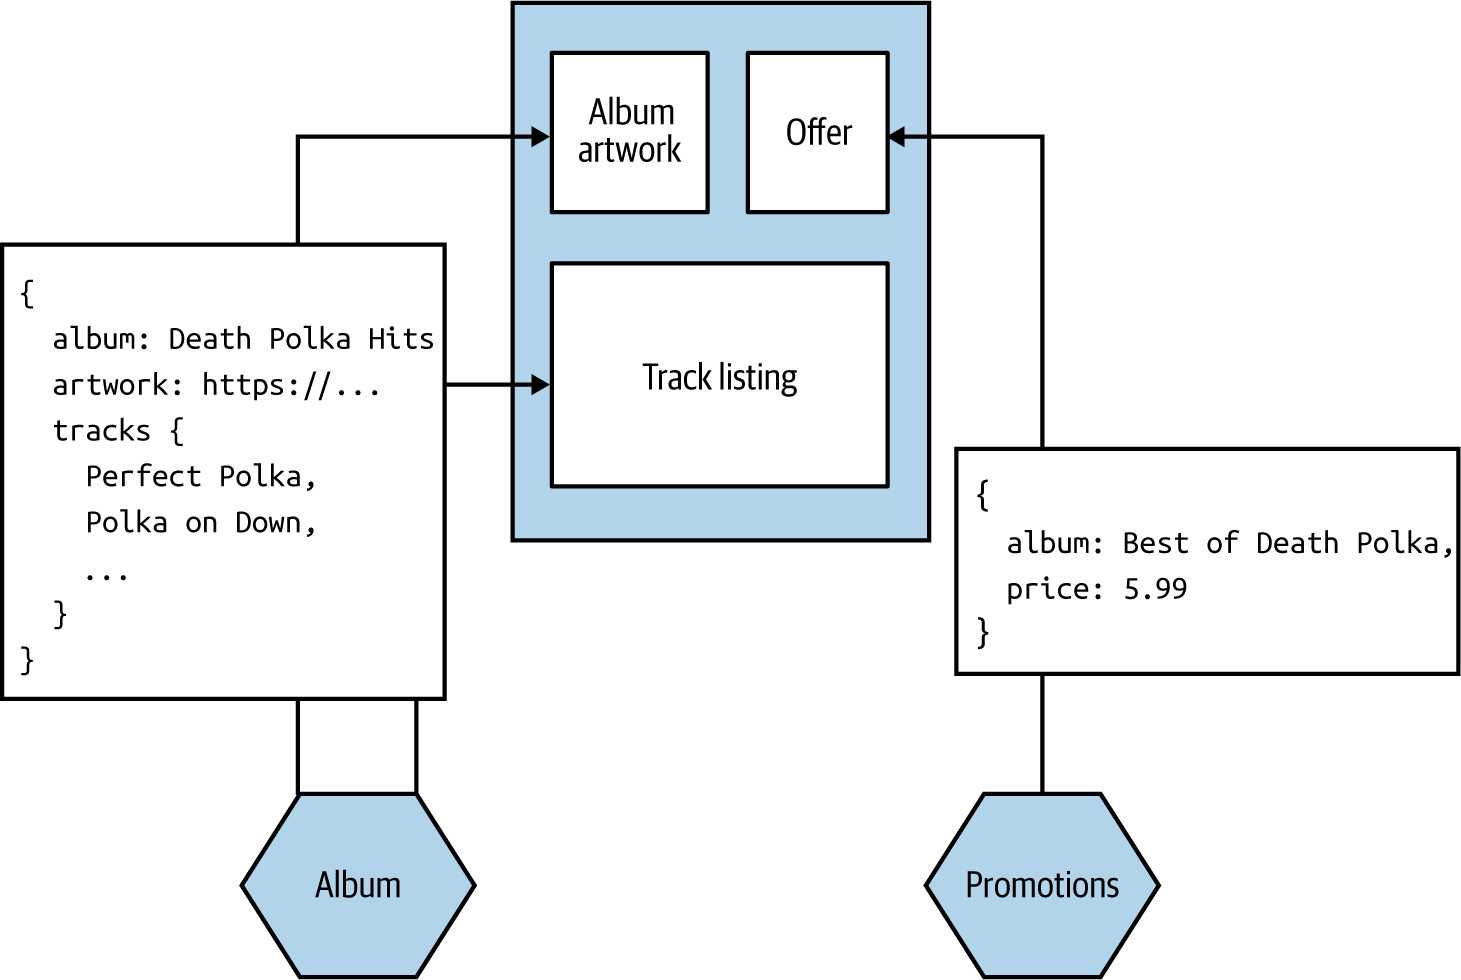 Album
artwork
Offer
Track listing
{
  album: Death Polka Hits
  artwork: https://...
  tracks {
    Perfect Polka,
    Polka on Down,
    ...
  }
}
{
  album: Best of Death Polka,
  price: 5.99
}
Album
Promotions